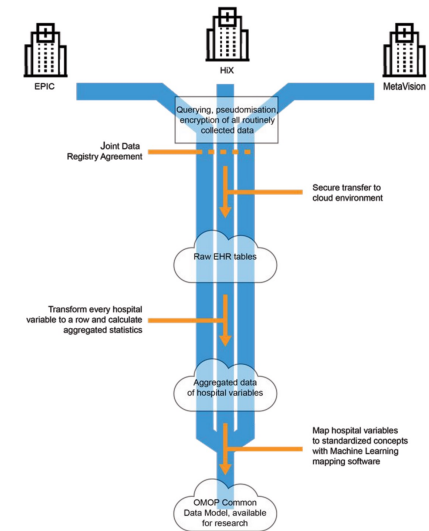 EPIC
HiX
MetaVision
Querying, pseudomisation,
encryption of all routinely
collected data
Joint Data
Registry Agreement
Secure transfer to
cloud environment
Raw EHR tables
Transform every hospital
variable to a row and calculate
aggregated statistics
Aggregated data
of hospital variables
Map hospital variables
to standardized concepts
with Machine Learning
mapping software
OMOP Common
Data Model, available
for research